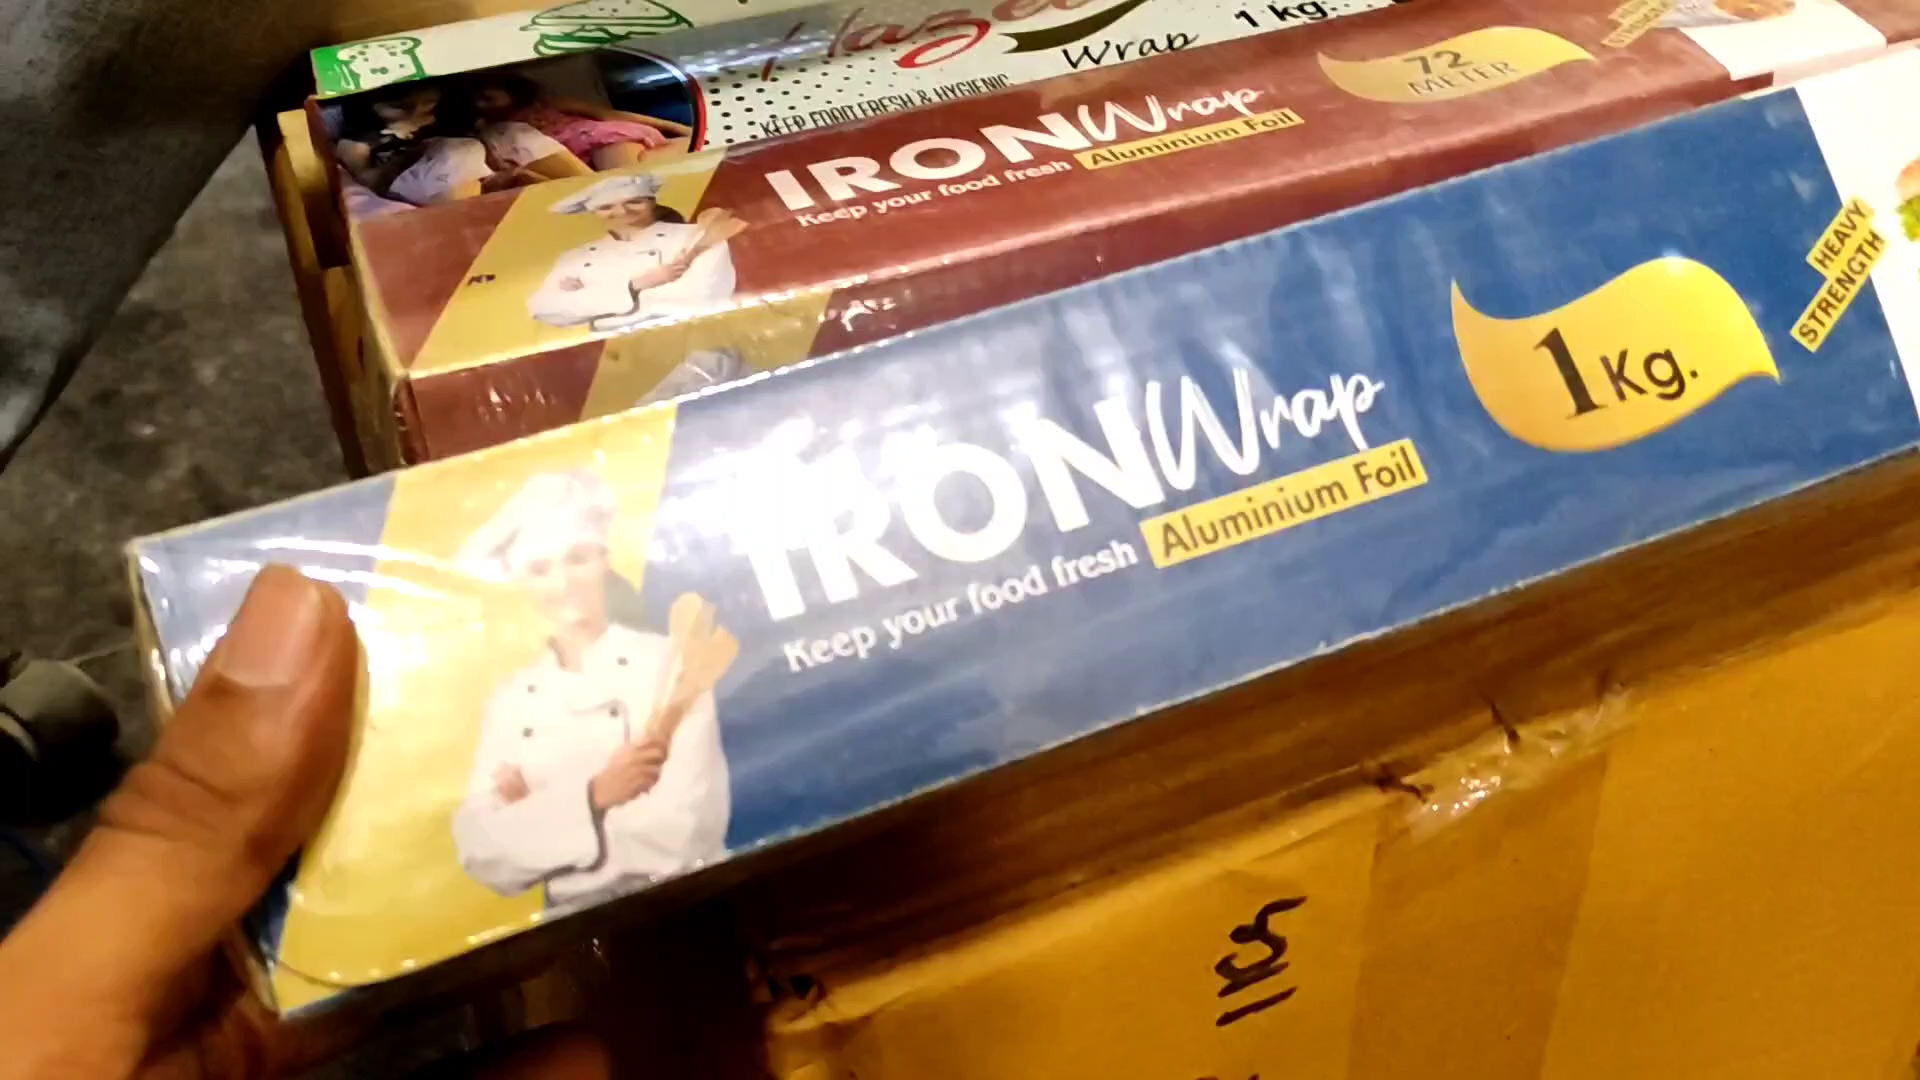 Wrap 1 kg.
KEEP FOOD FRESH & HYGIENIC
IRONWrap
Keep your food fresh Aluminium Foil
72
METER
IRONWrap
Keep your food fresh Aluminium Foil
1Kg.
HEAVY
STRENGTH